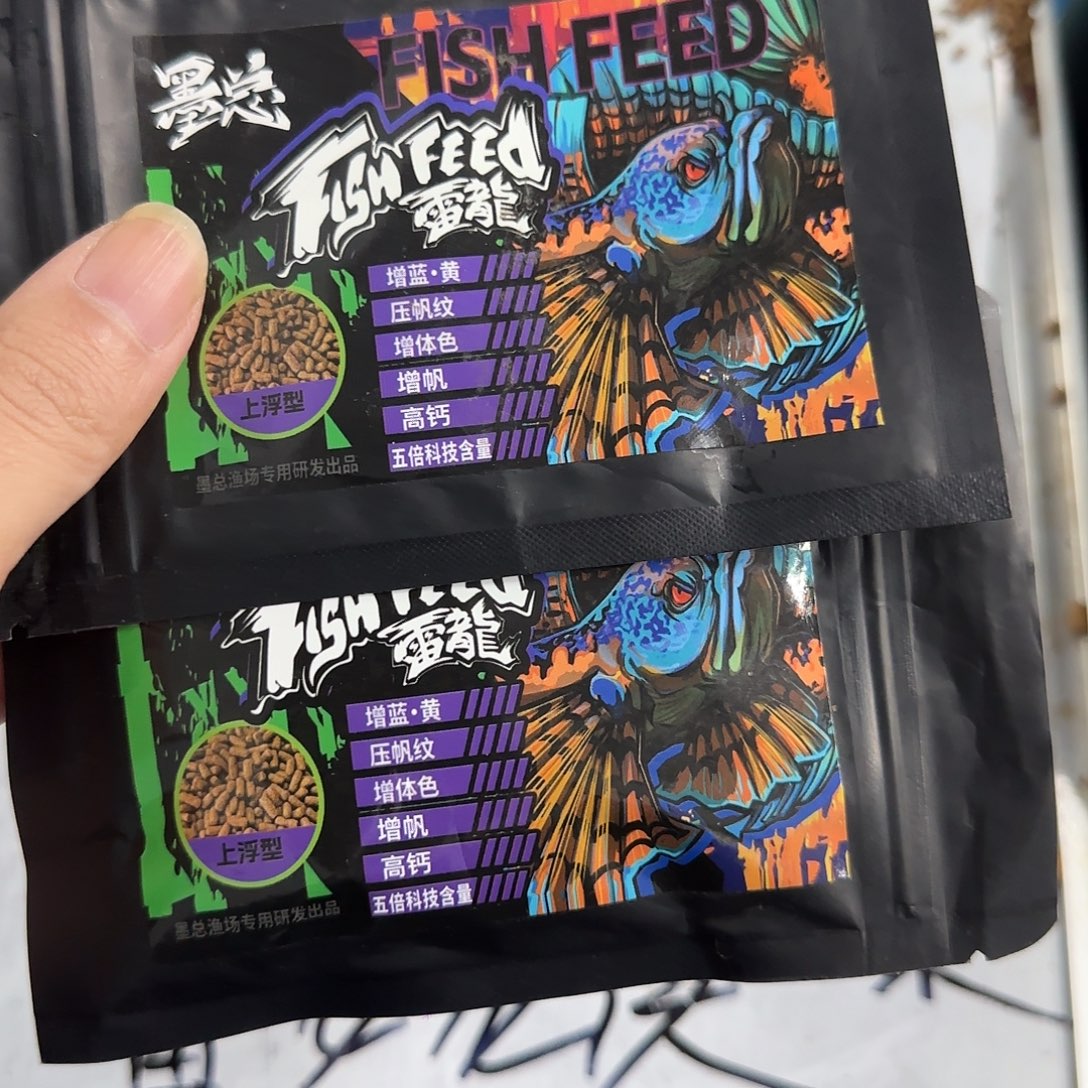 FISH FEED
墨总
FISH FEED
雷龍
增蓝·黄
压帆纹
增体色
增帆
高钙
五倍科技含量
上浮型
墨总渔场专用研发出品
FISH FEED
雷龍
增蓝·黄
压帆纹
增体色
增帆
高钙
五倍科技含量
上浮型
墨总渔场专用研发出品